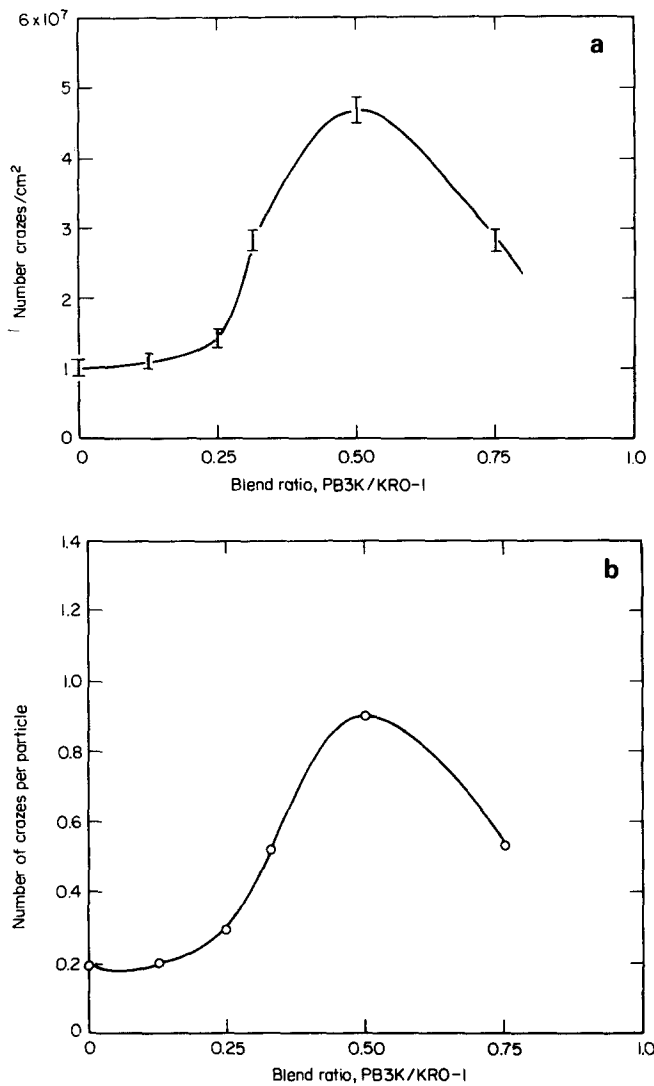 6x10⁷
a
5
4
3
2
1
0
Number crazes/cm²
0 0.25 0.50 0.75 1.0
Blend ratio, PB3K/KRO-1
1.4
b
1.2
1.0
0.8
0.6
0.4
0.2
0
Number of crazes per particle
0 0.25 0.50 0.75 1.0
Blend ratio, PB3K/KRO-1